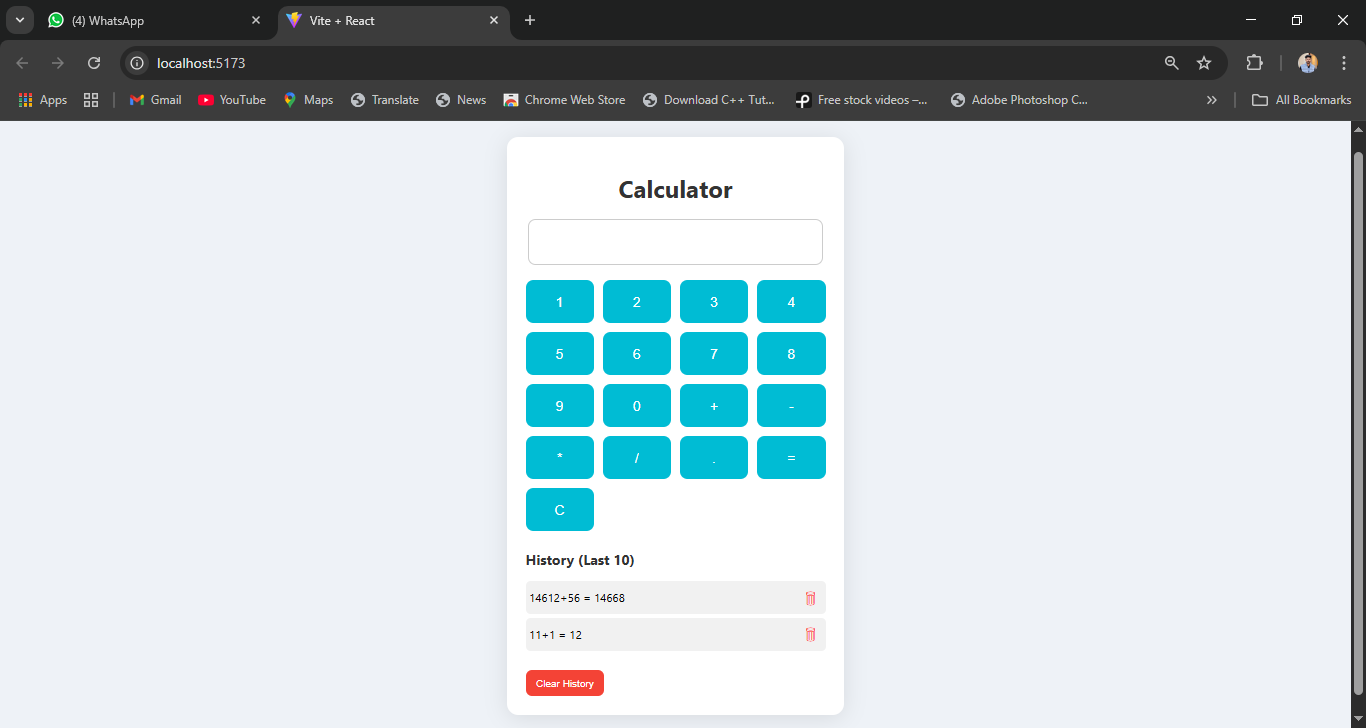 (4) WhatsApp
Vite + React
localhost:5173
Apps
Gmail
YouTube
Maps
Translate
News
Chrome Web Store
Download C++ Tut...
Free stock videos –...
Adobe Photoshop C...
All Bookmarks
Calculator
1 2 3 4
5 6 7 8
9 0 + -
* / . =
C
History (Last 10)
14612+56 = 14668
11+1 = 12
Clear History